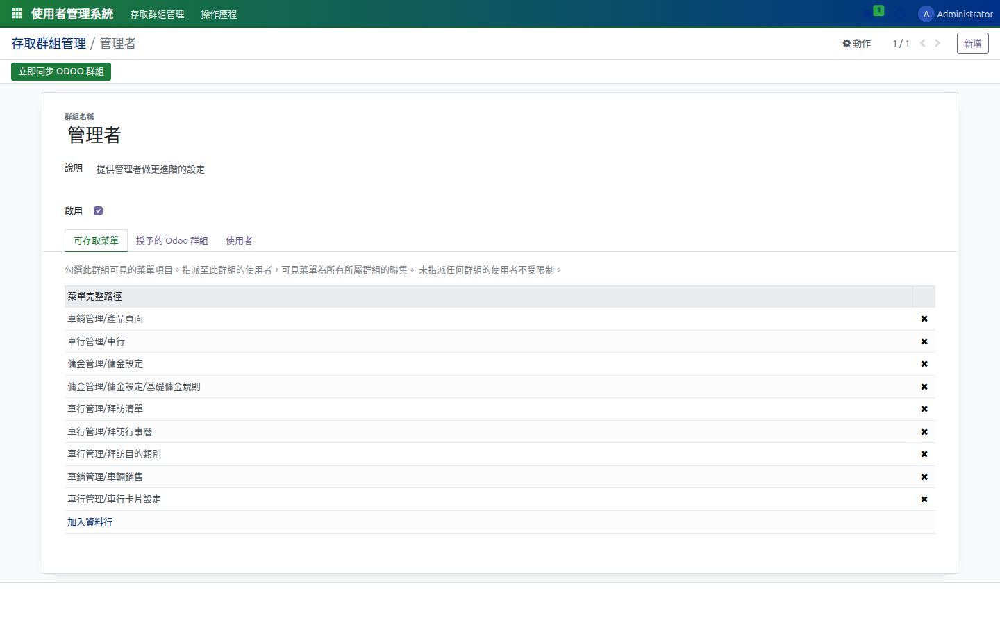 使用者管理系統 存取群組管理 操作歷程 1 A Administrator
存取群組管理 / 管理者 動作 1 / 1 新增
立即同步 ODOO 群組
群組名稱
管理者
說明 提供管理者做更進階的設定
啟用
可存取菜單 授予的 Odoo 群組 使用者
勾選此群組可見的菜單項目。指派至此群組的使用者，可見菜單為所有所屬群組的聯集。 未指派任何群組的使用者不受限制。
菜單完整路徑
車銷管理/產品頁面
車行管理/車行
傭金管理/傭金設定
傭金管理/傭金設定/基礎傭金規則
車行管理/拜訪清單
車行管理/拜訪行事曆
車行管理/拜訪目的類別
車銷管理/車輛銷售
車行管理/車行卡片設定
加入資料行